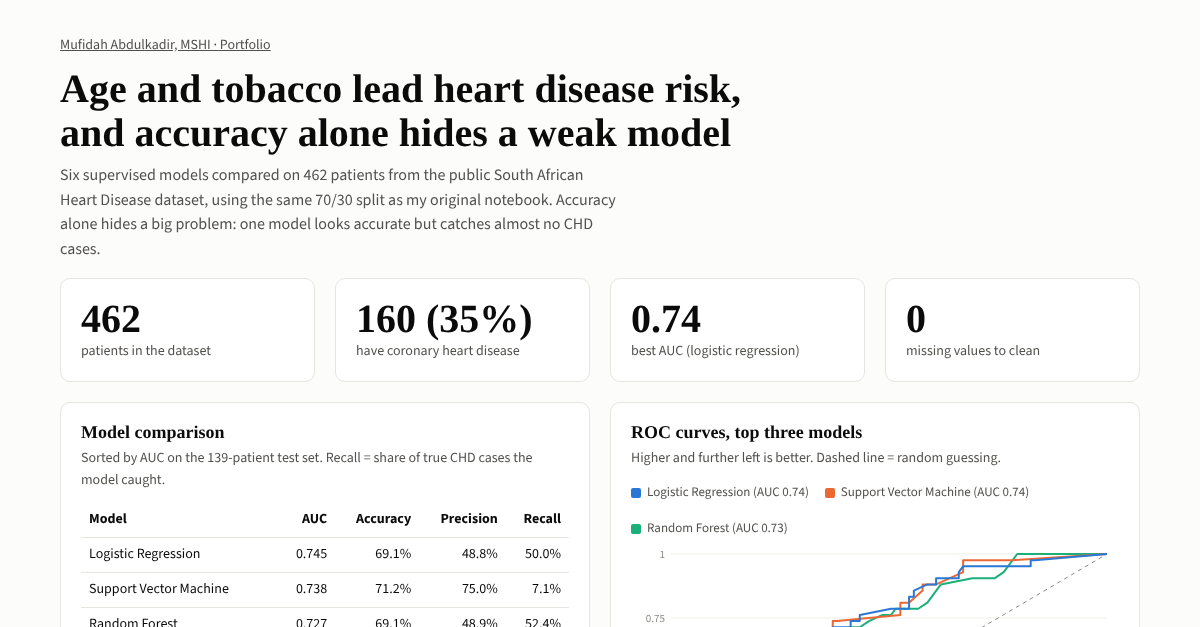 Mufidah Abdulkadir, MSHI · Portfolio
Age and tobacco lead heart disease risk,
and accuracy alone hides a weak model
Six supervised models compared on 462 patients from the public South African
Heart Disease dataset, using the same 70/30 split as my original notebook. Accuracy
alone hides a big problem: one model looks accurate but catches almost no CHD
cases.
462
patients in the dataset
160 (35%)
have coronary heart disease
0.74
best AUC (logistic regression)
0
missing values to clean
Model comparison
Sorted by AUC on the 139-patient test set. Recall = share of true CHD cases the
model caught.
Model AUC Accuracy Precision Recall
Logistic Regression 0.745 69.1% 48.8% 50.0%
Support Vector Machine 0.738 71.2% 75.0% 7.1%
Random Forest 0.727 69.1% 48.9% 52.4%
ROC curves, top three models
Higher and further left is better. Dashed line = random guessing.
Logistic Regression (AUC 0.74) Support Vector Machine (AUC 0.74)
Random Forest (AUC 0.73)
1
0.75